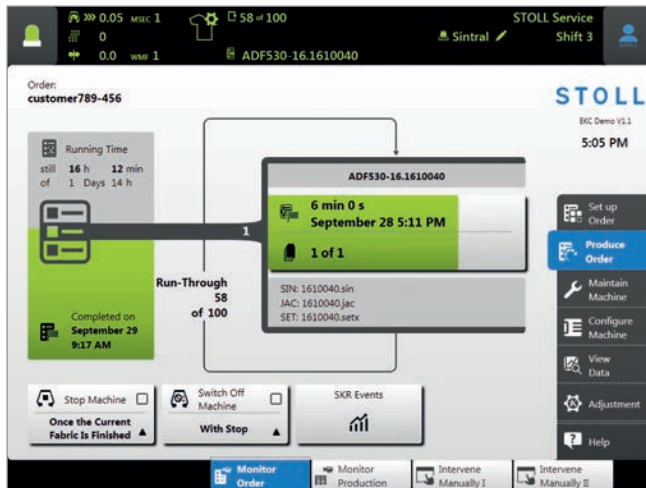 0.05 MSEC 1
58 of 100
STOLL Service
0
Sintral
Shift 3
0.0 WMF 1
ADF530-16.1610040
STOLL
Order:
customer789-456
STOLL
EKC Demo V1.1
5:05 PM
Running Time
still 16 h 12 min
of 1 Days 14 h
ADF530-16.1610040
6 min 0 s
September 28 5:11 PM
1
1 of 1
Run-Through
58
of 100
SIN: 1610040.sin
JAC: 1610040.jac
SET: 1610040.setx
Completed on
September 29
9:17 AM
Set up
Order
Produce
Order
Maintain
Machine
Configure
Machine
View
Data
Adjustment
Help
Stop Machine
Once the Current
Fabric Is Finished
Switch Off
Machine
With Stop
SKR Events
Monitor
Order
Monitor
Production
Intervene
Manually I
Intervene
Manually II